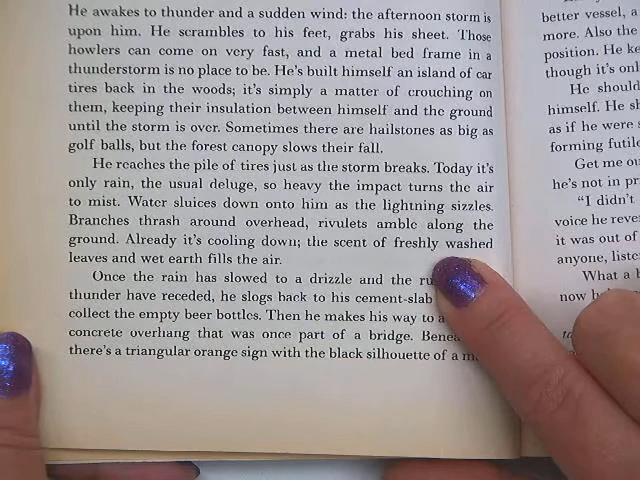 He awakes to thunder and a sudden wind: the afternoon storm is
upon him. He scrambles to his feet, grabs his sheet. Those
howlers can come on very fast, and a metal bed frame in a
thunderstorm is no place to be. He's built himself an island of car
tires back in the woods; it's simply a matter of crouching on
them, keeping their insulation between himself and the ground
until the storm is over. Sometimes there are hailstones as big as
golf balls, but the forest canopy slows their fall.
He reaches the pile of tires just as the storm breaks. Today it's
only rain, the usual deluge, so heavy the impact turns the air
to mist. Water sluices down onto him as the lightning sizzles.
Branches thrash around overhead, rivulets amble along the
ground. Already it's cooling down; the scent of freshly washed
leaves and wet earth fills the air.
Once the rain has slowed to a drizzle and the
thunder have receded, he slogs back to his cement-slab
collect the empty beer bottles. Then he makes his way to a
concrete overhang that was once part of a bridge.
there's a triangular orange sign with the black silhouette of a
better vessel, a
more. Also the
position. He
though it's
He should
himself. He
as if he were
forming
Get me
he's not in
"I didn't
voice he
it was out of
anyone,
What a
now